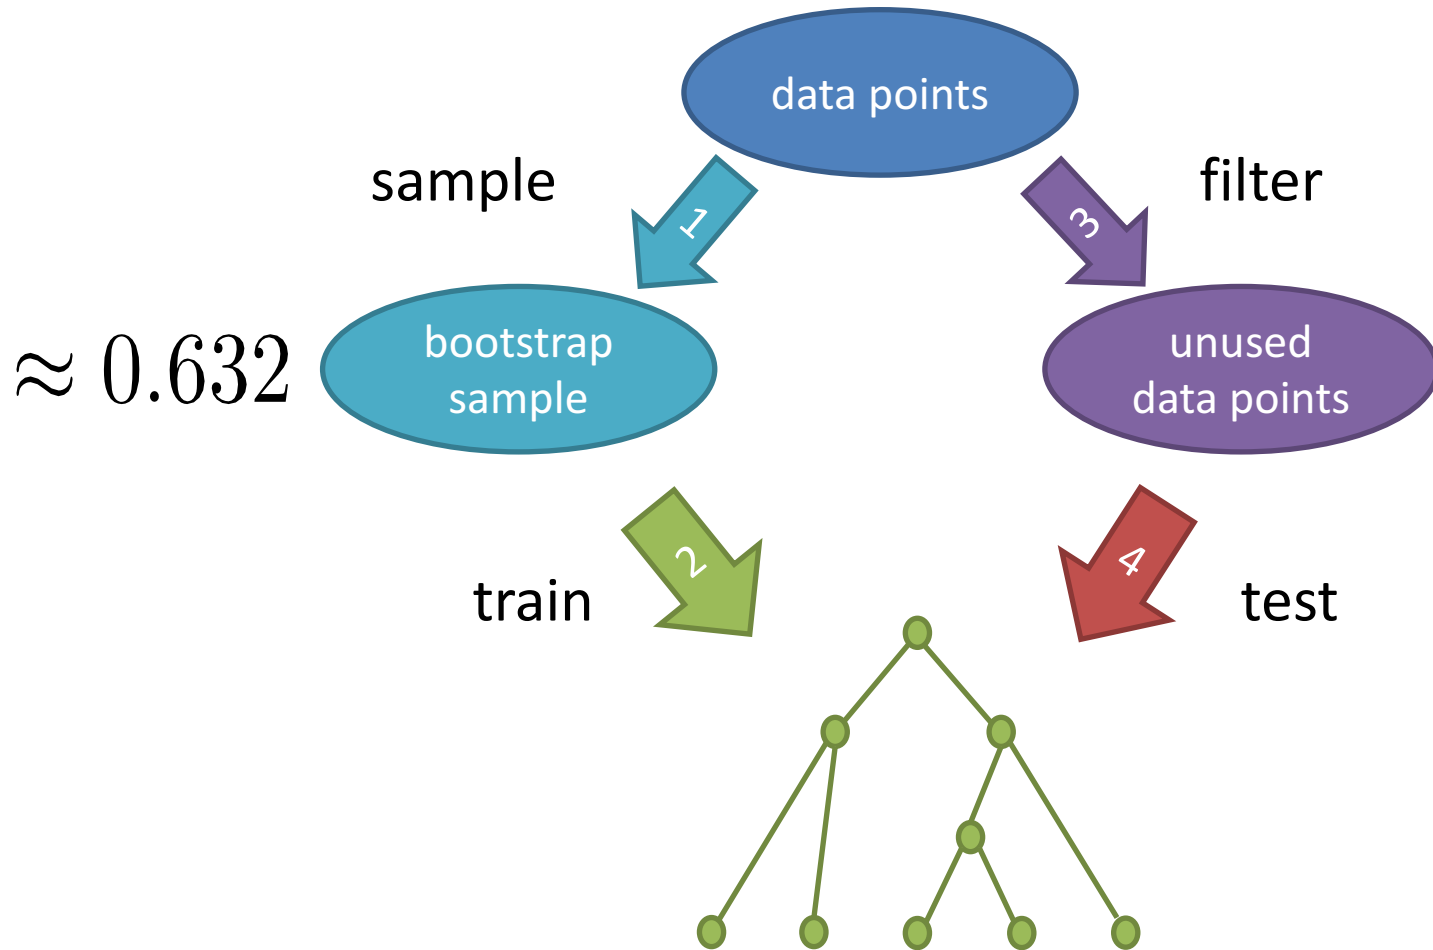 data points
sample
filter
1
3
≈ 0.632
bootstrap
sample
unused
data points
2
4
train
test